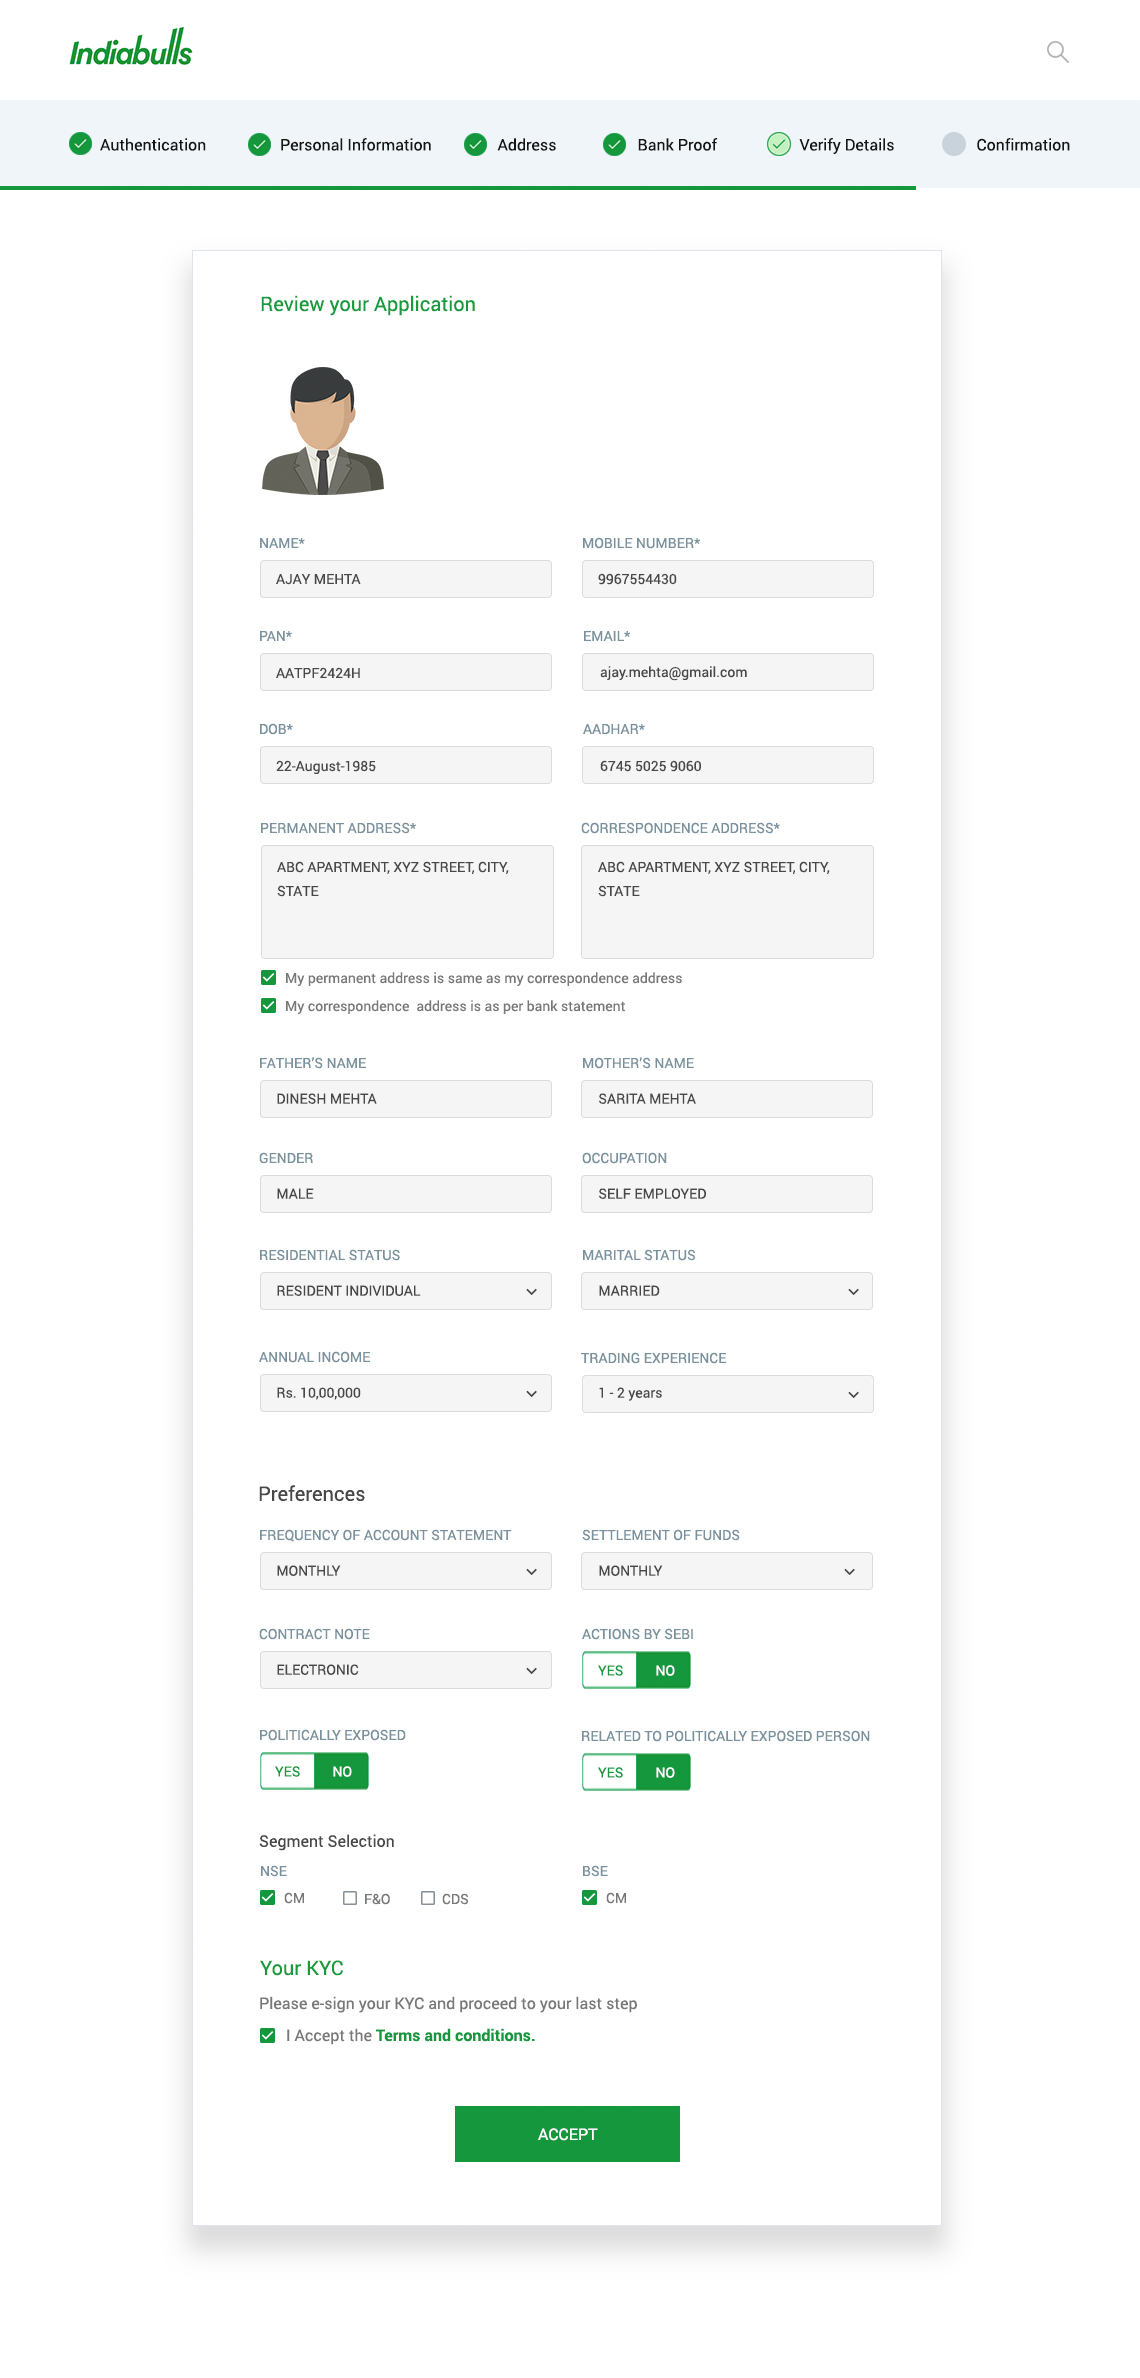 Indiabulls
Authentication Personal Information Address Bank Proof Verify Details Confirmation
Review your Application
NAME* MOBILE NUMBER*
AJAY MEHTA 9967554430
PAN* EMAIL*
AATPF2424H ajay.mehta@gmail.com
DOB* AADHAR*
22-August-1985 6745 5025 9060
PERMANENT ADDRESS* CORRESPONDENCE ADDRESS*
ABC APARTMENT, XYZ STREET, CITY, ABC APARTMENT, XYZ STREET, CITY,
STATE STATE
My permanent address is same as my correspondence address
My correspondence address is as per bank statement
FATHER'S NAME MOTHER'S NAME
DINESH MEHTA SARITA MEHTA
GENDER OCCUPATION
MALE SELF EMPLOYED
RESIDENTIAL STATUS MARITAL STATUS
RESIDENT INDIVIDUAL MARRIED
ANNUAL INCOME TRADING EXPERIENCE
Rs. 10,00,000 1 - 2 years
Preferences
FREQUENCY OF ACCOUNT STATEMENT SETTLEMENT OF FUNDS
MONTHLY MONTHLY
CONTRACT NOTE ACTIONS BY SEBI
ELECTRONIC YES NO
POLITICALLY EXPOSED RELATED TO POLITICALLY EXPOSED PERSON
YES NO YES NO
Segment Selection
NSE BSE
CM F&O CDS CM
Your KYC
Please e-sign your KYC and proceed to your last step
I Accept the Terms and conditions.
ACCEPT